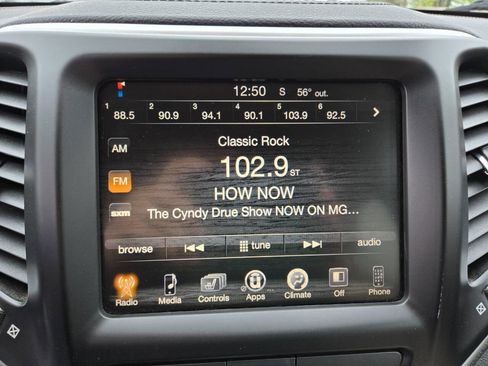 12:50 S 56° out.
1 2 3 4 5 6
88.5 90.9 94.1 90.1 103.9 92.5
Classic Rock
AM
102.9 ST
FM
HOW NOW
sxm
The Cyndy Drue Show NOW ON MG...
browse tune audio
Radio Media Controls Apps Climate Off Phone